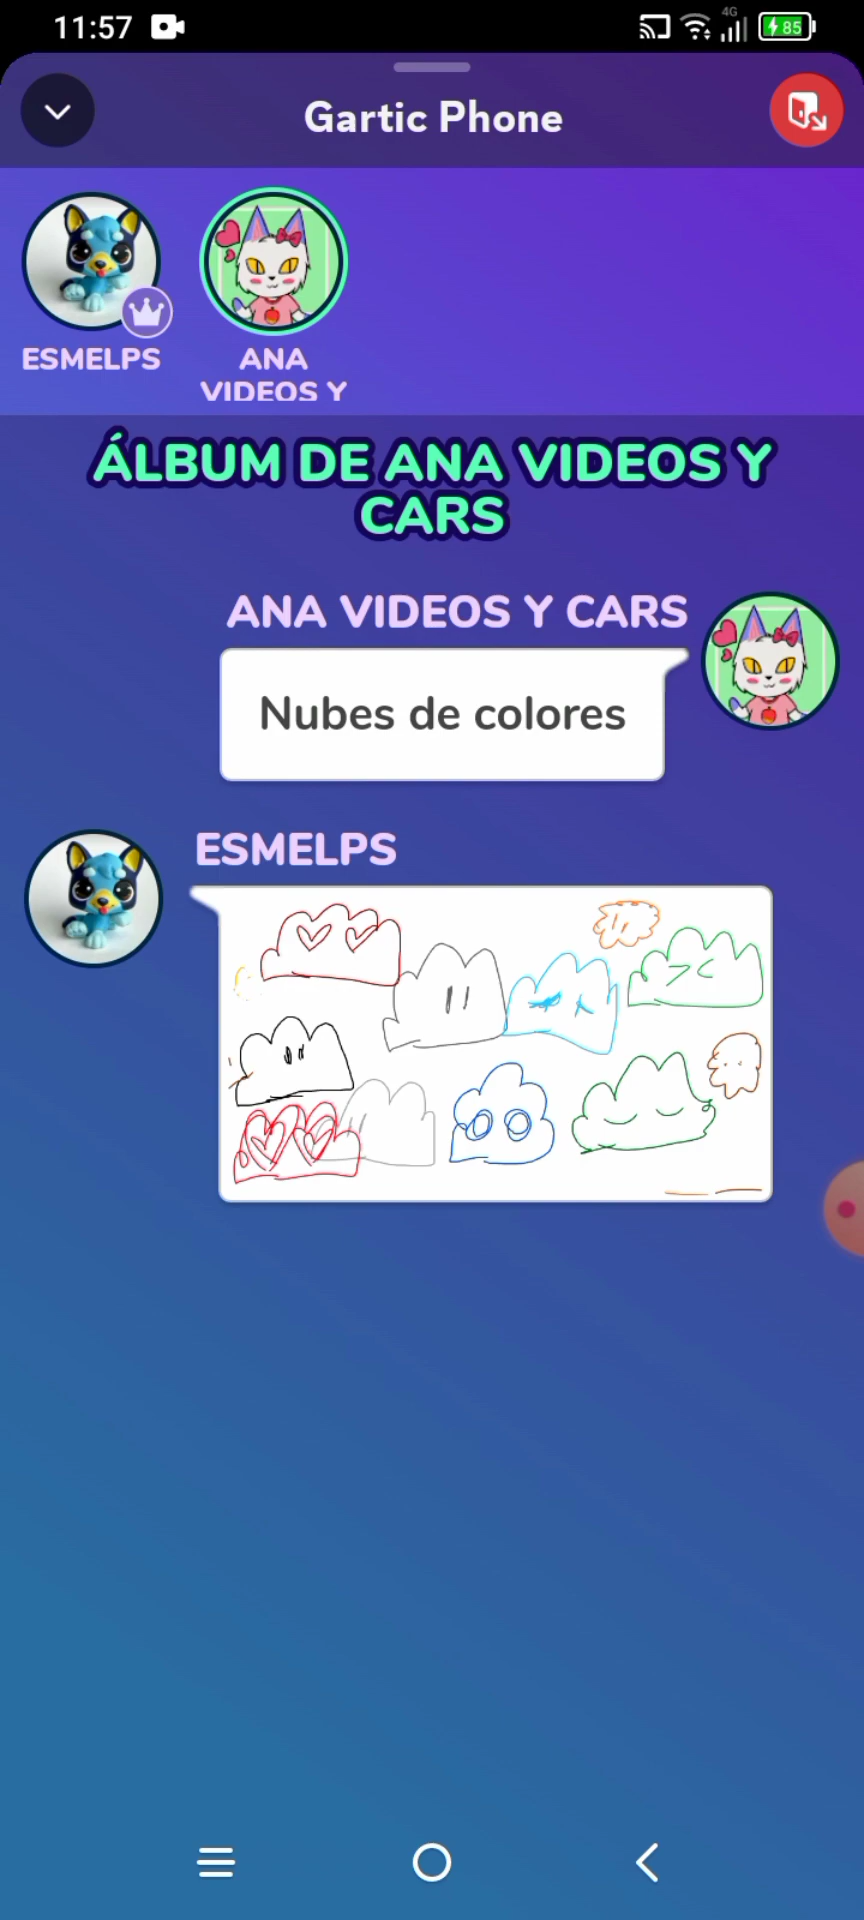 11:57
4G
85
Gartic Phone
ESMELPS
ANA
VIDEOS Y
ÁLBUM DE ANA VIDEOS Y
CARS
ANA VIDEOS Y CARS
Nubes de colores
ESMELPS